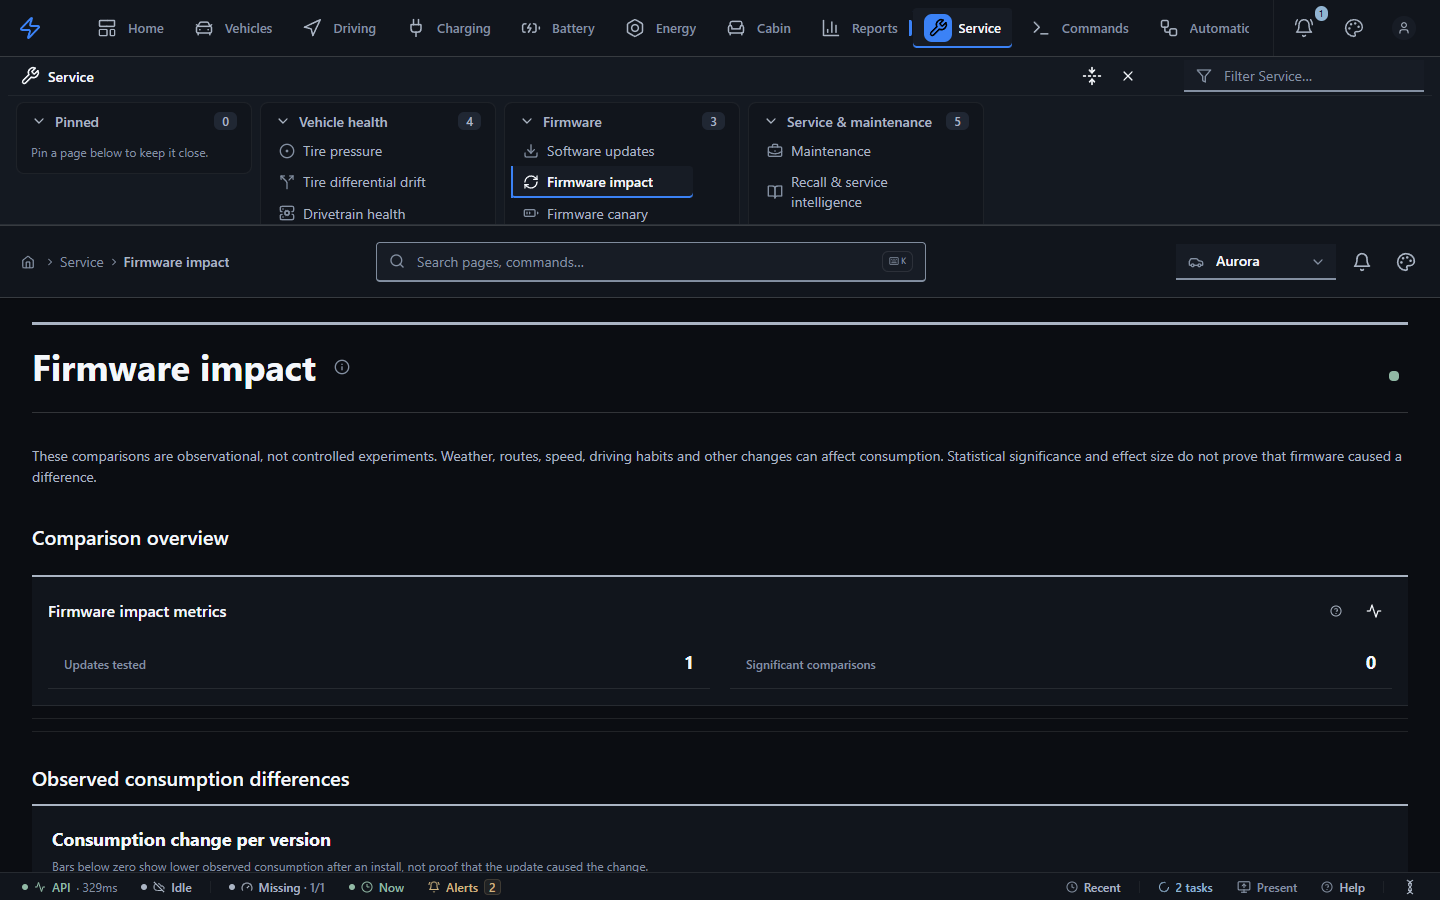 Home Vehicles Driving Charging Battery Energy Cabin Reports Service Commands Automatic 1
Service
Filter Service...
Pinned 0
Pin a page below to keep it close.
Vehicle health 4
Tire pressure
Tire differential drift
Drivetrain health
Firmware 3
Software updates
Firmware impact
Firmware canary
Service & maintenance 5
Maintenance
Recall & service
intelligence
Service Firmware impact
Search pages, commands... K
Aurora
Firmware impact
These comparisons are observational, not controlled experiments. Weather, routes, speed, driving habits and other changes can affect consumption. Statistical significance and effect size do not prove that firmware caused a
difference.
Comparison overview
Firmware impact metrics
Updates tested 1
Significant comparisons 0
Observed consumption differences
Consumption change per version
Bars below zero show lower observed consumption after an install, not proof that the update caused the change.
API · 329ms Idle Missing · 1/1 Now Alerts 2 Recent 2 tasks Present Help